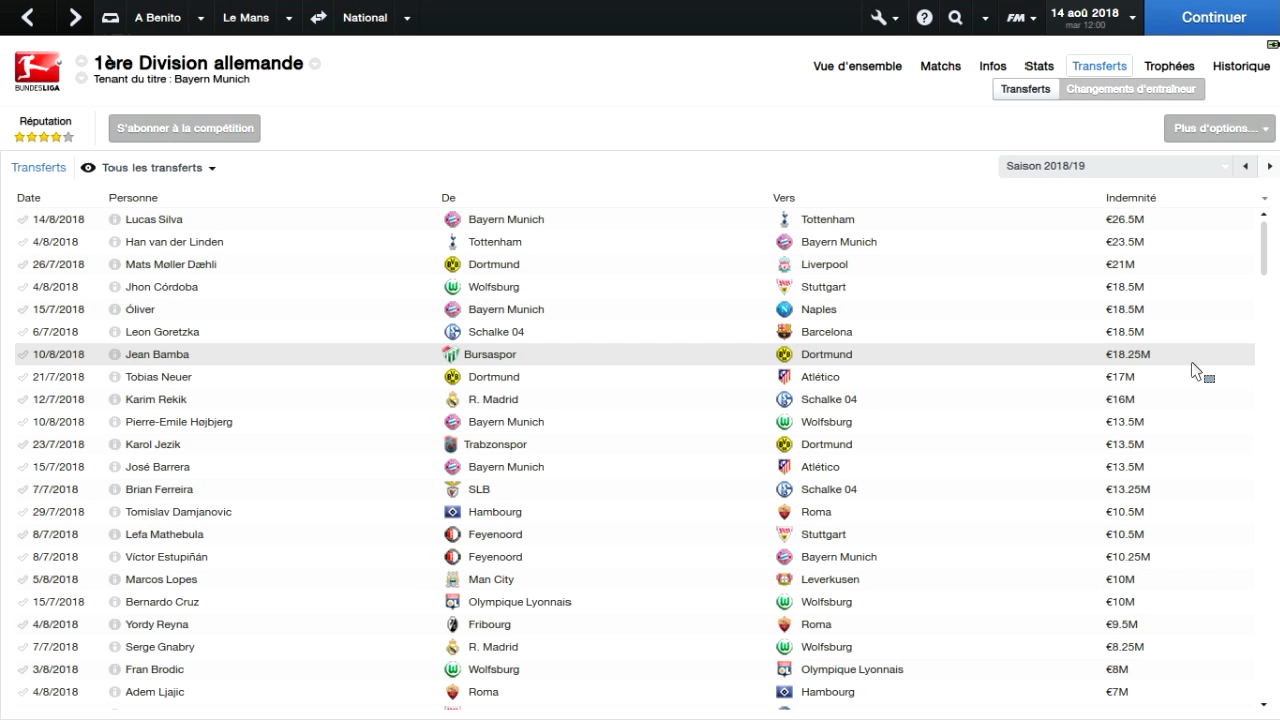 A Benito Le Mans National FM 14 aoû 2018 Continuer
mar 12:00
1ère Division allemande
Tenant du titre : Bayern Munich
BUNDESLIGA
Vue d'ensemble Matchs Infos Stats Transferts Trophées Historique
Transferts Changements d'entraîneur
Réputation
S'abonner à la compétition Plus d'options....
Transferts Tous les transferts Saison 2018/19
Date Personne De Vers Indemnité
14/8/2018 Lucas Silva Bayern Munich Tottenham €26.5M
4/8/2018 Han van der Linden Tottenham Bayern Munich €23.5M
26/7/2018 Mats Møller Dæhli Dortmund Liverpool €21M
4/8/2018 Jhon Córdoba Wolfsburg Stuttgart €18.5M
15/7/2018 Óliver Bayern Munich Naples €18.5M
6/7/2018 Leon Goretzka Schalke 04 Barcelona €18.5M
10/8/2018 Jean Bamba Bursaspor Dortmund €18.25M
21/7/2018 Tobias Neuer Dortmund Atlético €17M
12/7/2018 Karim Rekik R. Madrid Schalke 04 €16M
10/8/2018 Pierre-Emile Højbjerg Bayern Munich Wolfsburg €13.5M
23/7/2018 Karol Jezik Trabzonspor Dortmund €13.5M
15/7/2018 José Barrera Bayern Munich Atlético €13.5M
7/7/2018 Brian Ferreira SLB Schalke 04 €13.25M
29/7/2018 Tomislav Damjanovic Hambourg Roma €10.5M
8/7/2018 Lefa Mathebula Feyenoord Stuttgart €10.5M
8/7/2018 Víctor Estupiñán Feyenoord Bayern Munich €10.25M
5/8/2018 Marcos Lopes Man City Leverkusen €10M
15/7/2018 Bernardo Cruz Olympique Lyonnais Wolfsburg €10M
4/8/2018 Yordy Reyna Fribourg Roma €9.5M
7/7/2018 Serge Gnabry R. Madrid Wolfsburg €8.25M
3/8/2018 Fran Brodic Wolfsburg Olympique Lyonnais €8M
4/8/2018 Adem Ljajic Roma Hambourg €7M